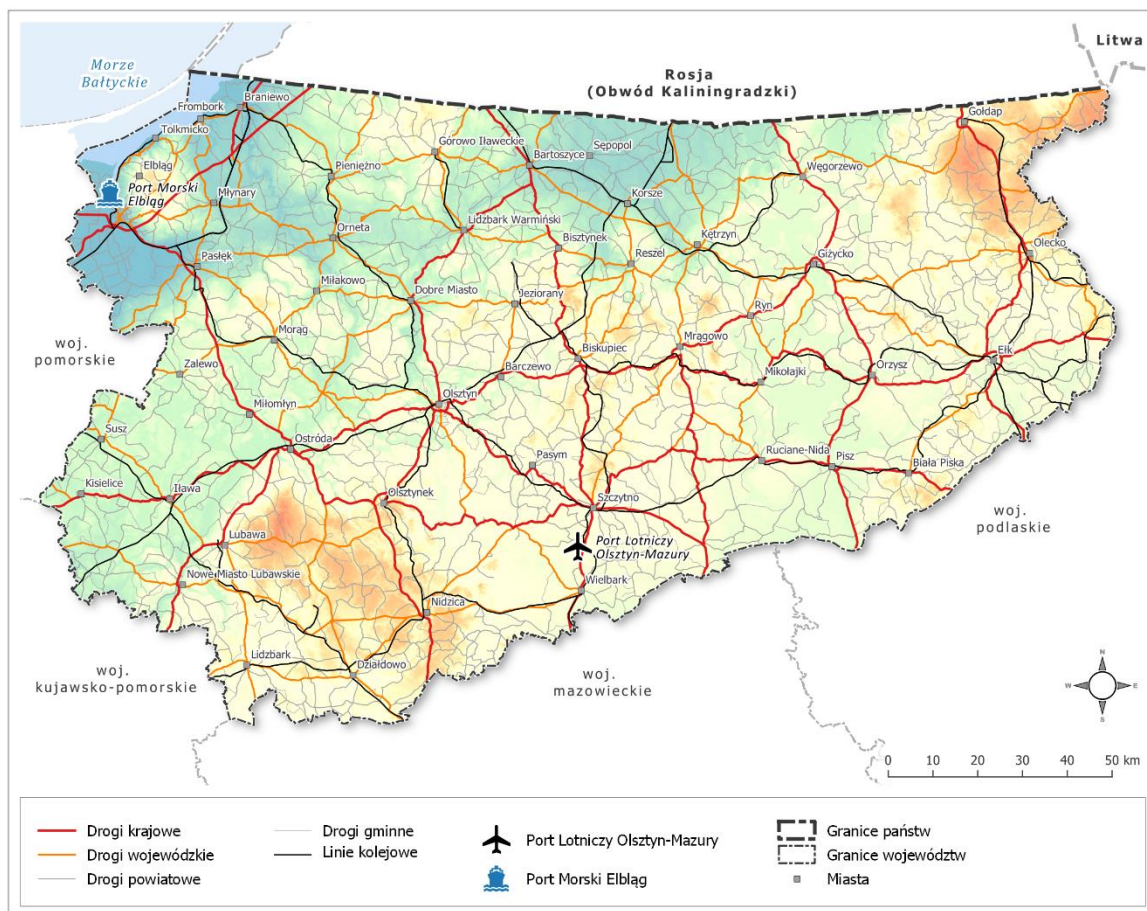 Litwa
Morze
Bałtyckie
Rosja
(Obwód Kaliningradzki)
Braniewo
Frombork
Gołdap
Tolkmicko
Górowo Iławeckie
Sępopol
Bartoszyce
Elbląg
Pieniężno
Węgorzewo
Port Morski
Elbląg
Młynary
Korsze
Lidzbark Warmiński
Orneta
Kętrzyn
Bisztynek
Olecko
Pasłęk
Reszel
Giżycko
Miłakowo
Dobre Miasto
Jeziorany
Ryn
Morąg
woj.
pomorskie
Mrągowo
Biskupiec
Ełk
Zalewo
Barczewo
Mikołajki
Orzysz
Olsztyn
Miłomłyn
Susz
Ostróda
Pasym
Ruciane-Nida
Pisz
Biała Piska
Kisielice
Iława
Olsztynek
Szczytno
woj.
podlaskie
Lubawa
Port Lotniczy
Olsztyn-Mazury
Nowe Miasto Lubawskie
Wielbark
Nidzica
Lidzbark
Działdowo
woj.
kujawsko-pomorskie
woj.
mazowieckie
N
W
E
S
0 10 20 30 40 50 km
Drogi krajowe
Drogi wojewódzkie
Drogi powiatowe
Drogi gminne
Linie kolejowe
Port Lotniczy Olsztyn-Mazury
Port Morski Elbląg
Granice państw
Granice województw
Miasta